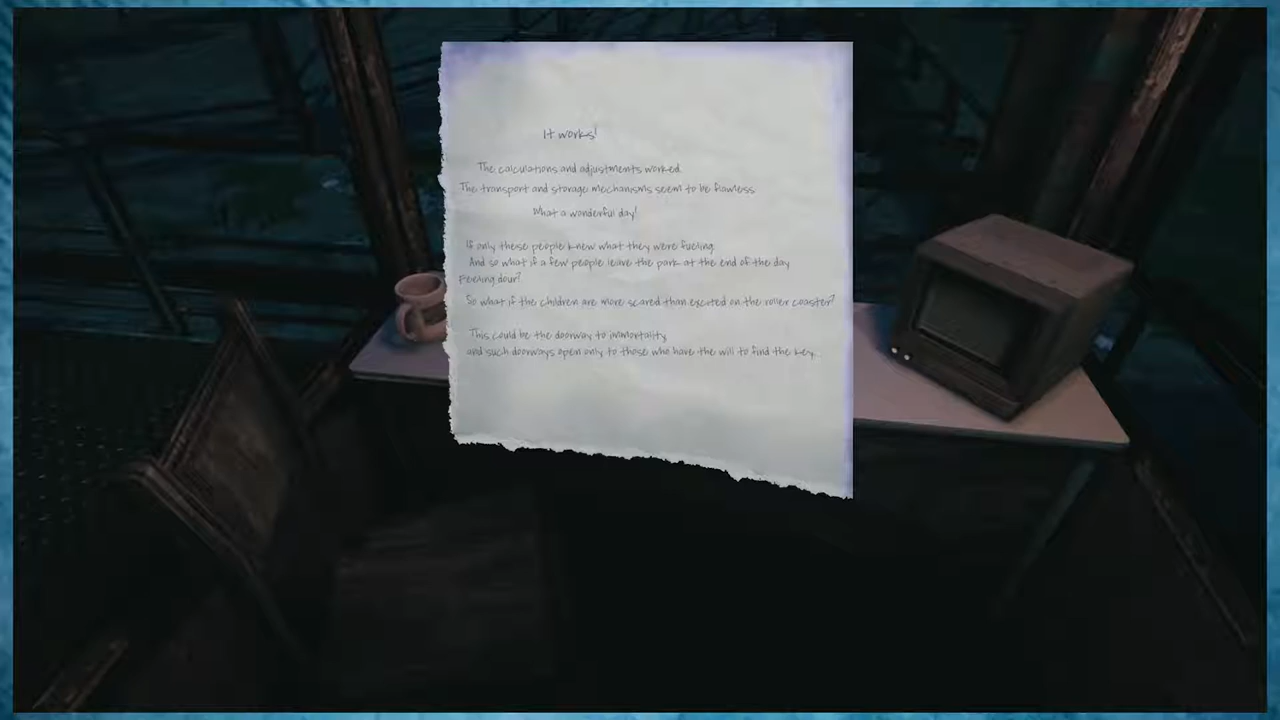 It works!
The calculations and adjustments worked.
The transport and storage mechanisms seem to be flawless.
What a wonderful day!
If only these people knew what they were fueling.
And so what if a few people leave the park at the end of the day
feeling dour?
So what if the children are more scared than excited on the roller coaster?
This could be the doorway to immortality,
and such doorways open only to those who have the will to find the key...